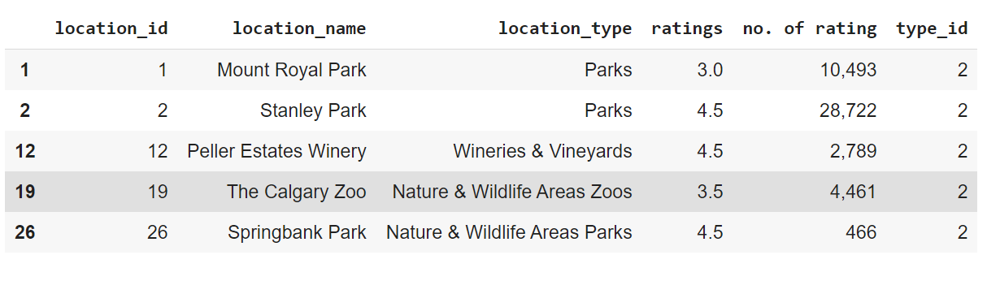 location_id location_name location_type ratings no. of rating type_id
1 1 Mount Royal Park Parks 3.0 10,493 2
2 2 Stanley Park Parks 4.5 28,722 2
12 12 Peller Estates Winery Wineries & Vineyards 4.5 2,789 2
19 19 The Calgary Zoo Nature & Wildlife Areas Zoos 3.5 4,461 2
26 26 Springbank Park Nature & Wildlife Areas Parks 4.5 466 2